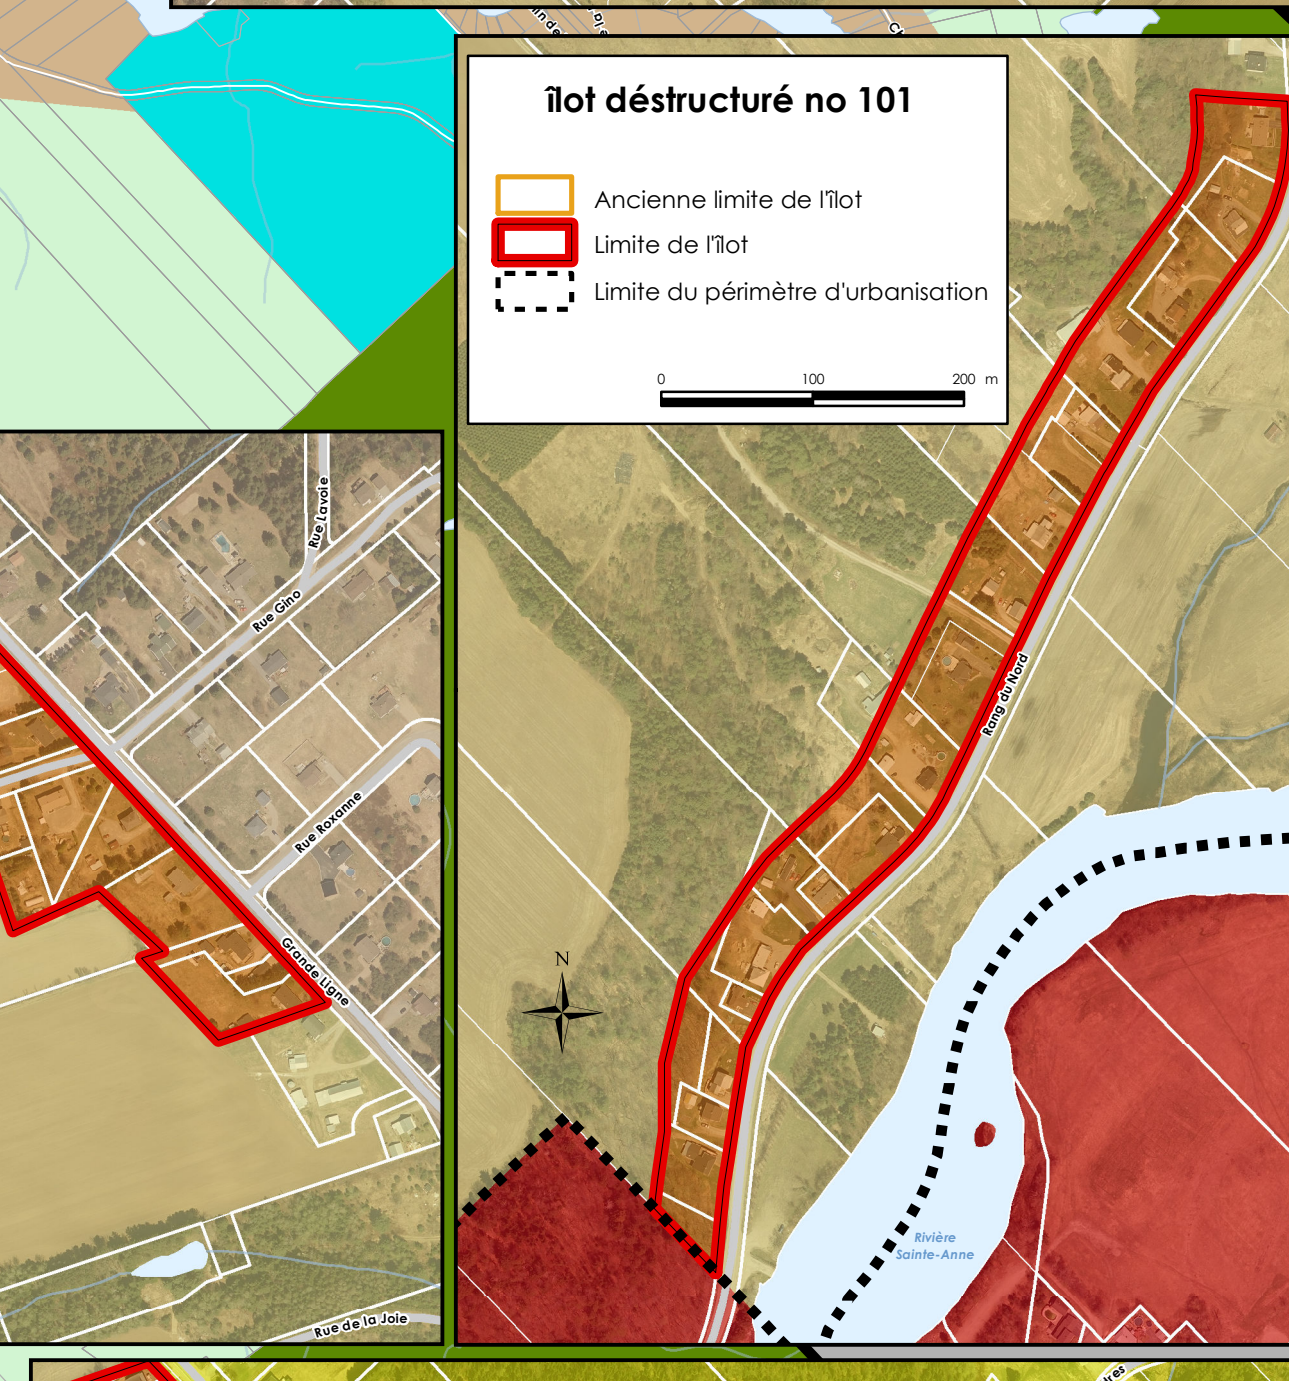 îlot déstructuré no 101
Ancienne limite de l'îlot
Limite de l'îlot
Limite du périmètre d'urbanisation
0 100 200 m
Rue Lavoie
Rue Gino
Rue Roxanne
Grande Ligne
Rue de la Joie
Rang du Nord
N
Rivière
Sainte-Anne